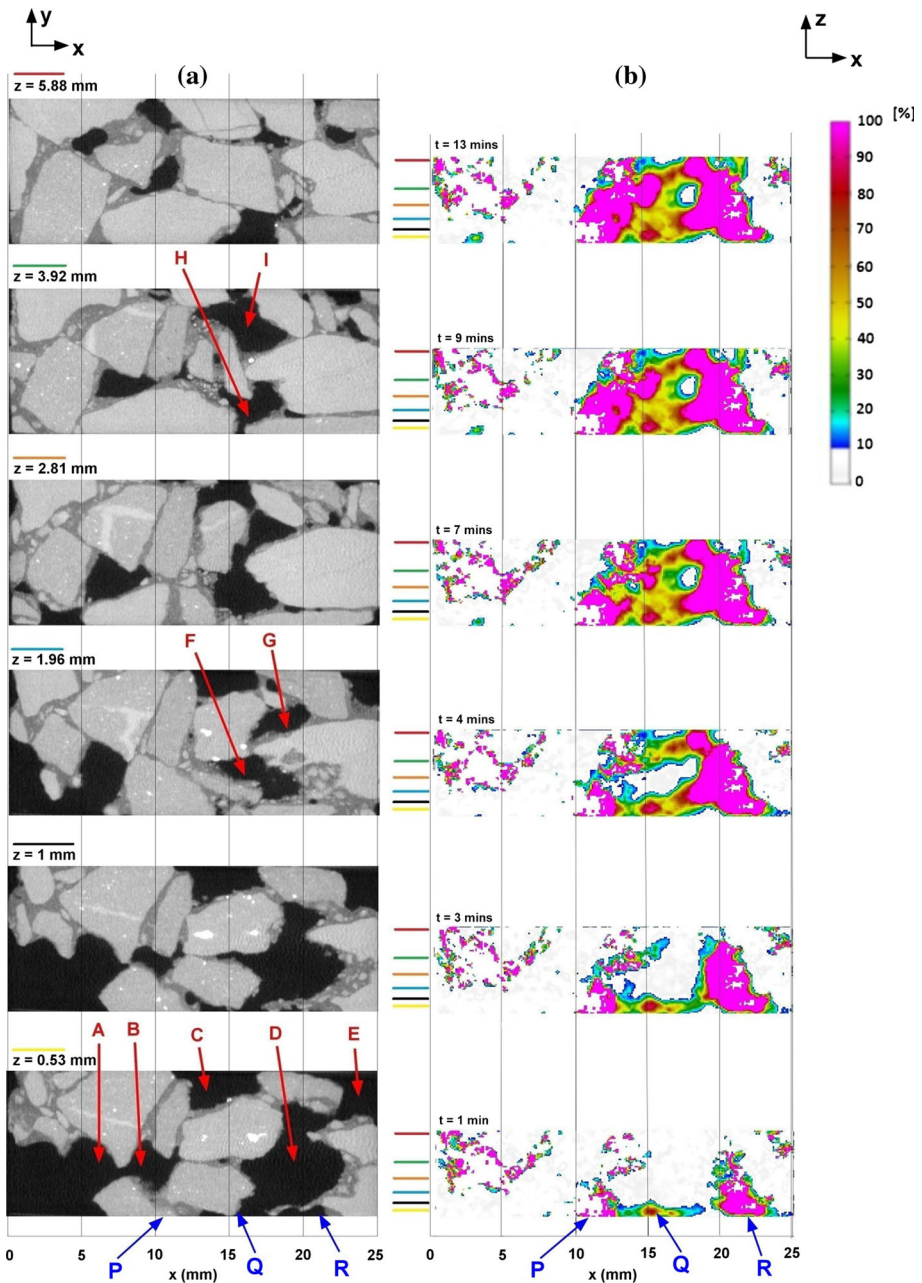 y
x
(a)
(b)
z
x
z = 5.88 mm
z = 3.92 mm
H
I
z = 2.81 mm
z = 1.96 mm
F
G
z = 1 mm
A
B
C
D
E
z = 0.53 mm
0
5
10
15
20
25
P
Q
R
x (mm)
t = 13 mins
t = 9 mins
t = 7 mins
t = 4 mins
t = 3 mins
t = 1 min
0
5
10
15
20
25
P
Q
R
x (mm)
[%]
100
90
80
70
60
50
40
30
20
10
0